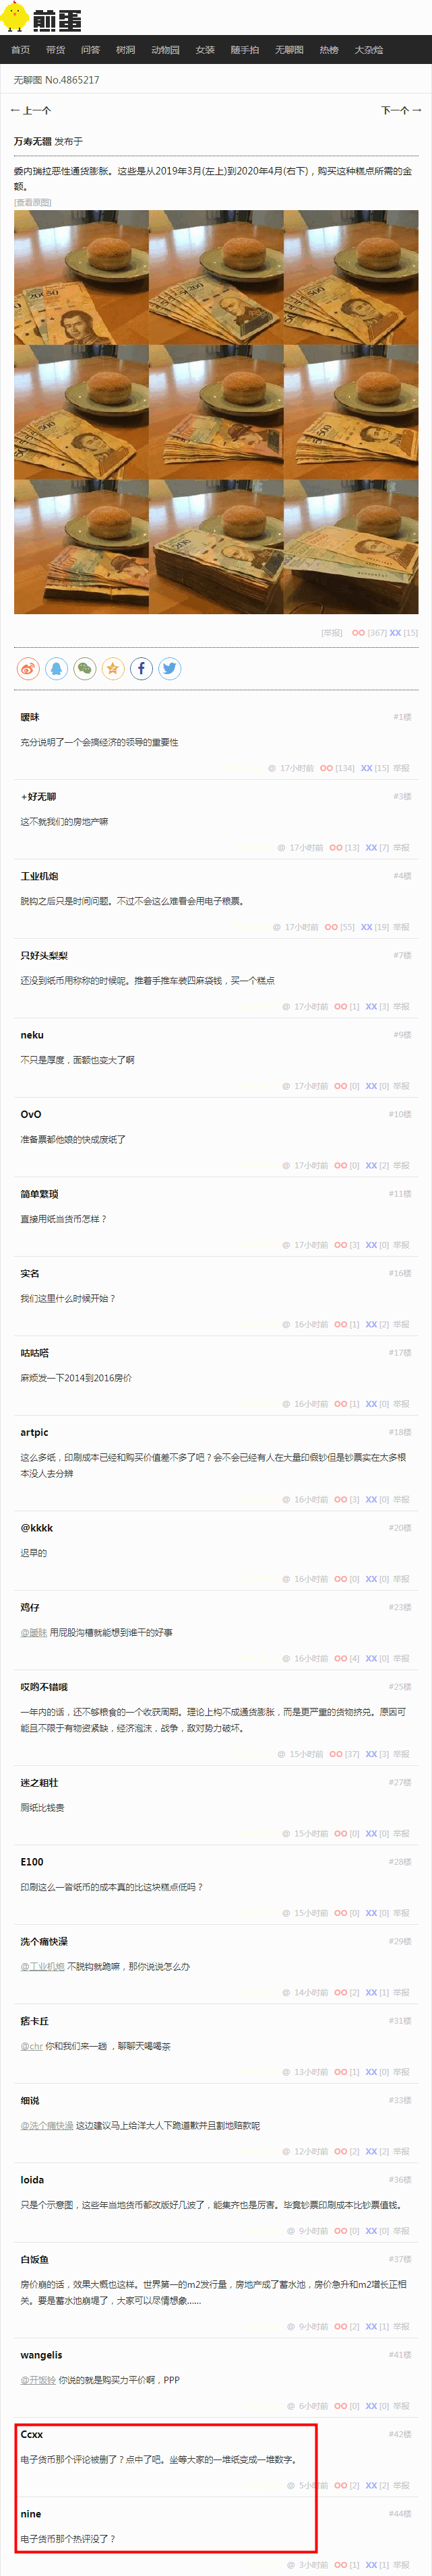 煎蛋
首页 带货 问答 树洞 动物园 女装 随手拍 无聊图 热榜 大杂烩
无聊图 No.4865217
← 上一个 下一个 →
万寿无疆 发布于
委内瑞拉恶性通货膨胀。这些是从2019年3月(左上)到2020年4月(右下)，购买这种糕点所需的金
额。
[查看原图]
[举报] OO [367] XX [15]
暧昧 #1楼
充分说明了一个会搞经济的领导的重要性
@ 17小时前 OO [134] XX [15] 举报
+好无聊 #3楼
这不就我们的房地产嘛
@ 17小时前 OO [13] XX [7] 举报
工业机炮 #4楼
脱钩之后只是时间问题。不过不会这么难看会用电子粮票。
@ 17小时前 OO [55] XX [19] 举报
只好头梨梨 #7楼
还没到纸币用称称的时候呢。推着手推车装四麻袋钱，买一个糕点
@ 17小时前 OO [1] XX [3] 举报
neku #9楼
不只是厚度，面额也变大了啊
@ 17小时前 OO [0] XX [0] 举报
OvO #10楼
准备票都他娘的快成废纸了
@ 17小时前 OO [0] XX [2] 举报
简单繁琐 #11楼
直接用纸当货币怎样？
@ 17小时前 OO [3] XX [0] 举报
实名 #16楼
我们这里什么时候开始？
@ 16小时前 OO [1] XX [2] 举报
咕咕嗒 #17楼
麻烦发一下2014到2016房价
@ 16小时前 OO [1] XX [0] 举报
artpic #18楼
这么多纸，印刷成本已经和购买价值差不多了吧？会不会已经有人在大量印假钞但是钞票实在太多根
本没人去分辨
@ 16小时前 OO [3] XX [0] 举报
@kkkk #20楼
迟早的
@ 16小时前 OO [0] XX [0] 举报
鸡仔 #23楼
@暧昧 用屁股沟槽就能想到谁干的好事
@ 16小时前 OO [4] XX [0] 举报
哎哟不错哦 #25楼
一年内的话，还不够粮食的一个收获周期。理论上构不成通货膨胀，而是更严重的货物挤兑。原因可
能且不限于有物资紧缺，经济泡沫，战争，敌对势力破坏。
@ 15小时前 OO [37] XX [3] 举报
迷之粗壮 #27楼
厕纸比钱贵
@ 15小时前 OO [0] XX [0] 举报
E100 #28楼
印刷这么一沓纸币的成本真的比这块糕点低吗？
@ 15小时前 OO [0] XX [0] 举报
洗个痛快澡 #29楼
@工业机炮 不脱钩就跪嘛，那你说说怎么办
@ 14小时前 OO [2] XX [1] 举报
痞卡丘 #31楼
@chr 你和我们来一趟 ，聊聊天喝喝茶
@ 13小时前 OO [1] XX [0] 举报
细说 #33楼
@洗个痛快澡 这边建议马上给洋大人下跪道歉并且割地赔款呢
@ 12小时前 OO [2] XX [2] 举报
loida #36楼
只是个示意图，这些年当地货币都改版好几波了，能集齐也是厉害。毕竟钞票印刷成本比钞票值钱。
@ 9小时前 OO [0] XX [0] 举报
白饭鱼 #37楼
房价崩的话，效果大概也这样。世界第一的m2发行量，房地产成了蓄水池，房价急升和m2增长正相
关。要是蓄水池崩堤了，大家可以尽情想象......
@ 9小时前 OO [2] XX [1] 举报
wangelis #41楼
@开饭铃 你说的就是购买力平价啊，PPP
@ 6小时前 OO [0] XX [0] 举报
Ccxx #42楼
电子货币那个评论被删了？点中了吧。坐等大家的一堆纸变成一堆数字。
@ 5小时前 OO [2] XX [2] 举报
nine #44楼
电子货币那个热评没了？
@ 3小时前 OO [1] XX [1] 举报